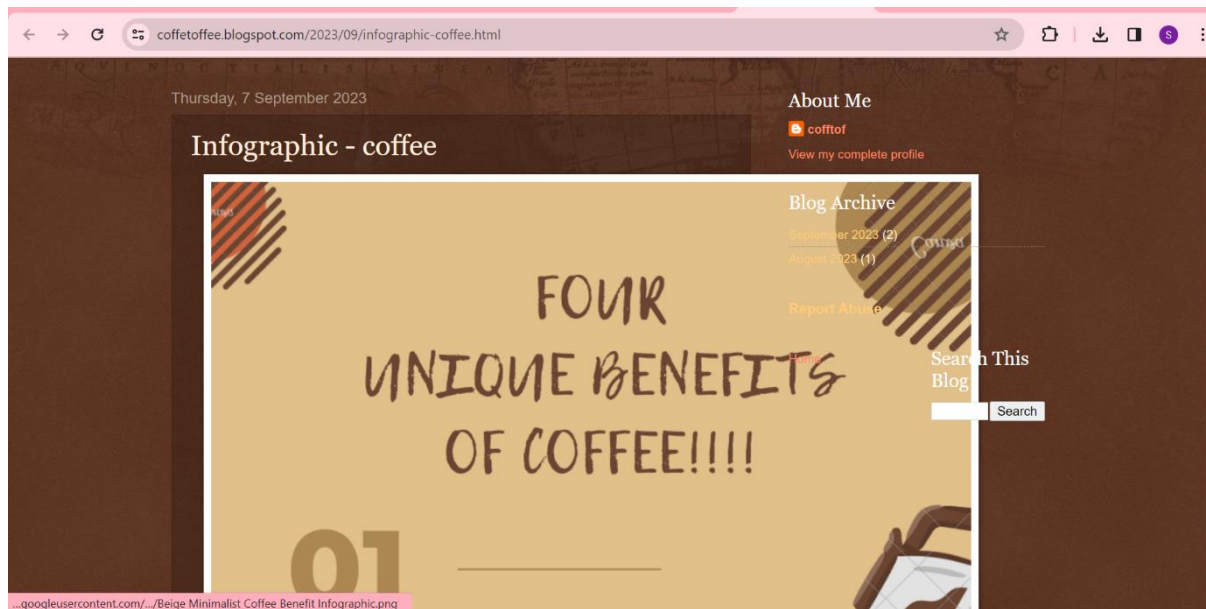 coffetoffee.blogspot.com/2023/09/infographic-coffee.html
S
Thursday, 7 September 2023
Infographic - coffee
FOUR
UNIQUE BENEFITS
OF COFFEE!!!!
01
About Me
cofftof
View my complete profile
Blog Archive
September 2023 (2)
August 2023 (1)
Report Abuse
Home
Search This
Blog
Search
Canva
...googleusercontent.com/.../Beige Minimalist Coffee Benefit Infographic.png